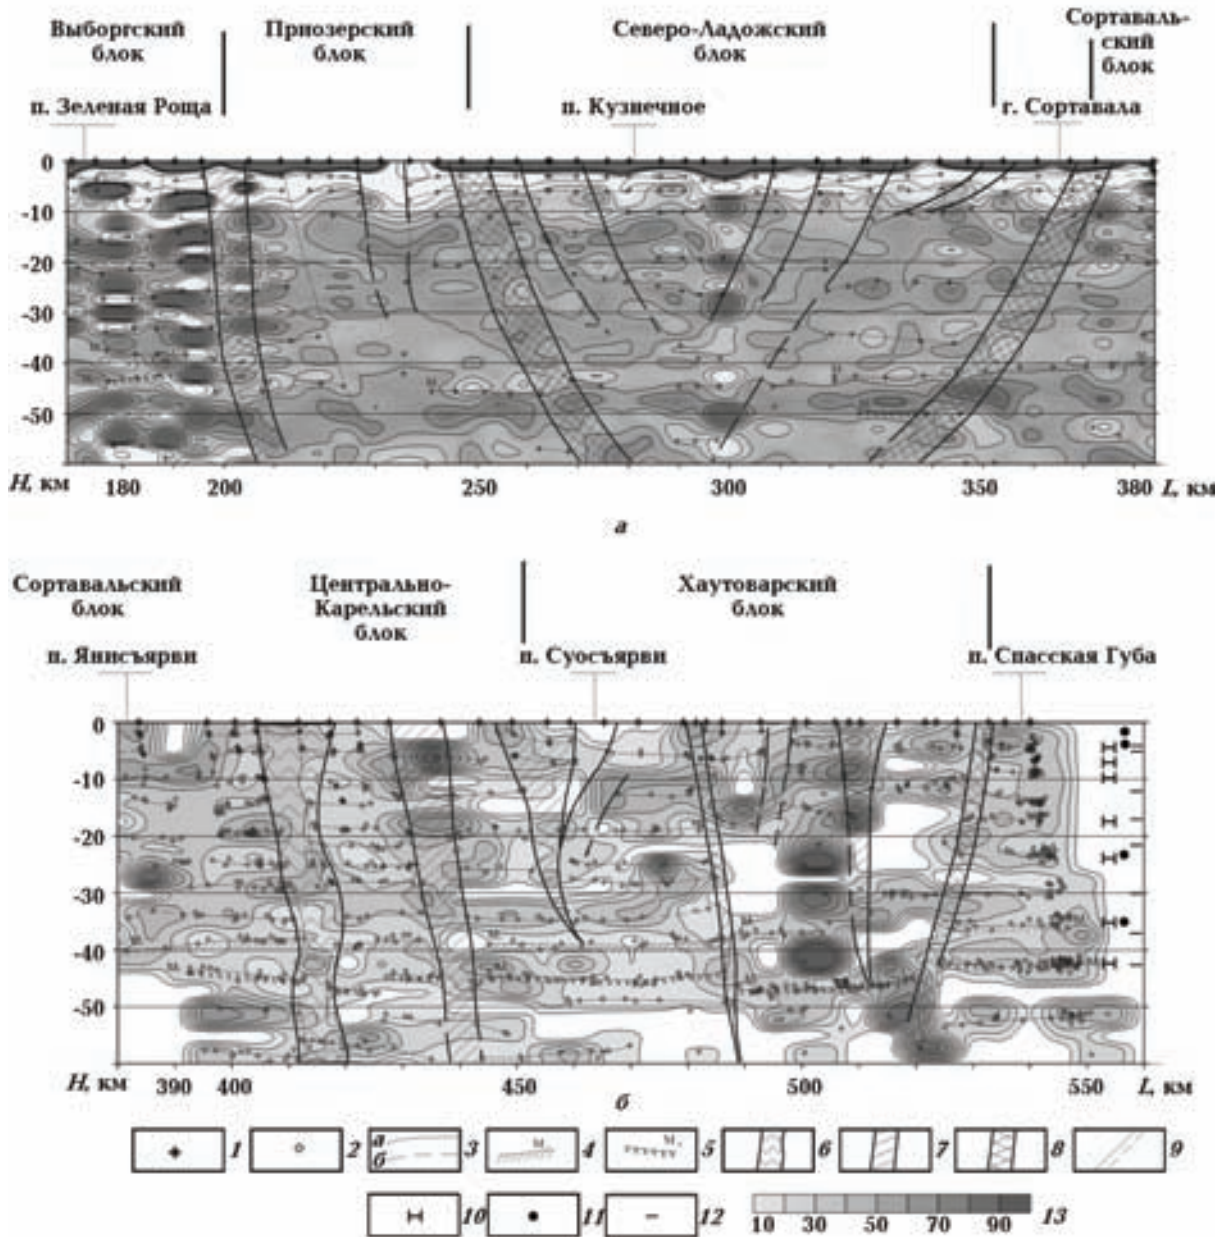 Выборгский
блок
Приозерский
блок
Северо-Ладожский
блок
Сортаваль-
ский
блок
п. Зеленая Роща
п. Кузнечное
г. Сортавала
0
-10
-20
-30
-40
-50
H, км 180 200 250 300 350 380 L, км
а
Сортавальский
блок
Центрально-
Карельский
блок
Хаутоварский
блок
п. Янисъярви
п. Суосъярви
п. Спасская Губа
0
-10
-20
-30
-40
-50
H, км 390 400 450 500 550 L, км
б
1 2 а 3 M 4 M 5 6 7 8 9
б
10 11 12 10 30 50 70 90 13